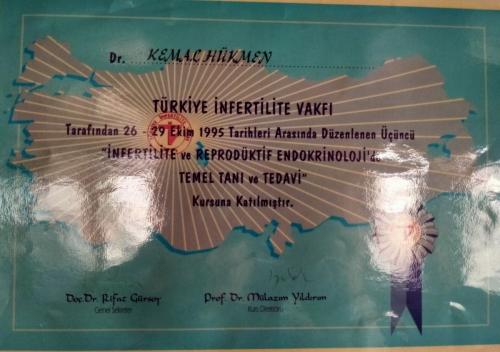 Dr. KEMAL HÜKMEN
TÜRKİYE İNFERTİLİTE VAKFI
Tarafından 26 - 29 Ekim 1995 Tarihleri Arasında Düzenlenen Üçüncü
"İNFERTİLİTE ve REPRODÜKTİF ENDOKRİNOLOJİ'de
TEMEL TANI ve TEDAVİ"
Kursuna Katılmıştır.
Doç.Dr. Rifat Gürsoy
Genel Sekreter
Prof. Dr. Mülazım Yıldırım
Kurs Direktörü